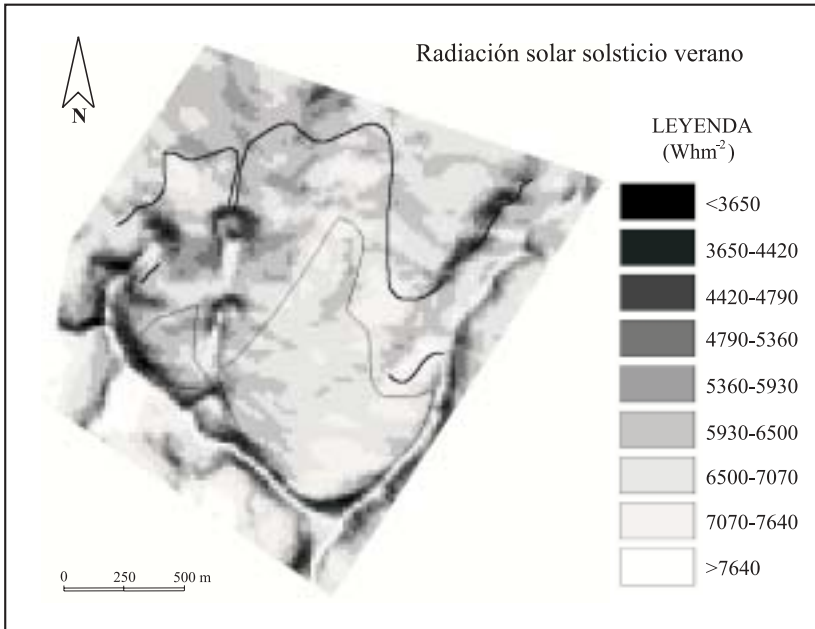 Radiación solar solsticio verano
N
LEYENDA
(Whm⁻²)
<3650
3650-4420
4420-4790
4790-5360
5360-5930
5930-6500
6500-7070
7070-7640
>7640
0 250 500 m